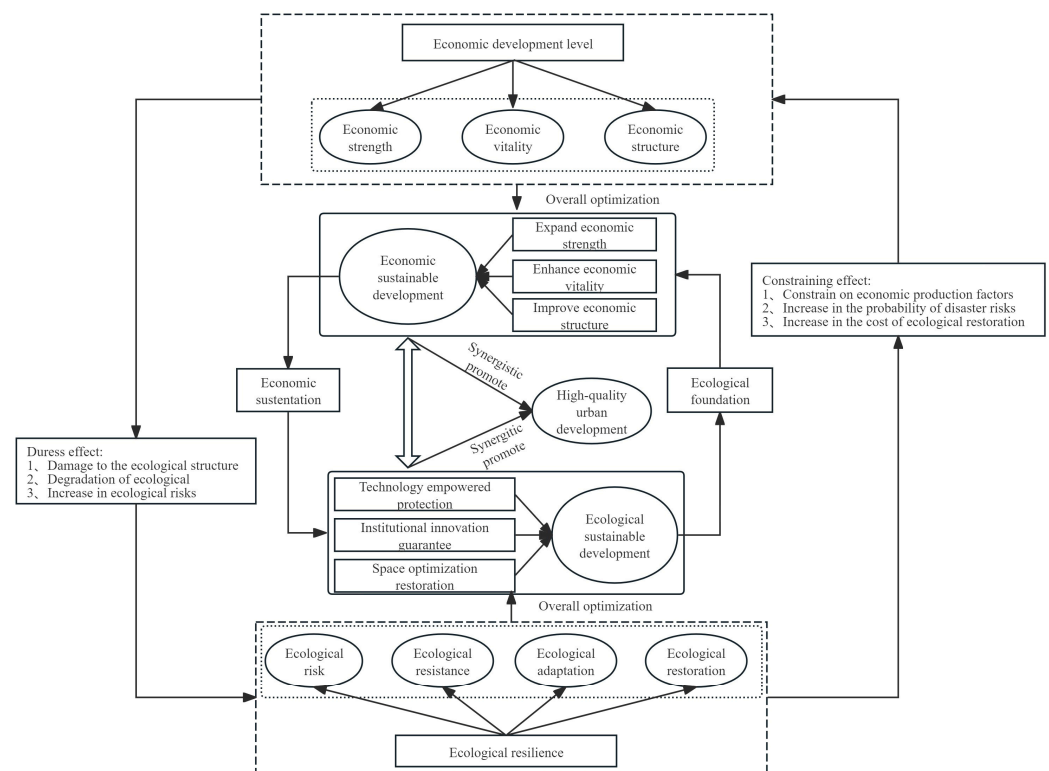 Economic development level
Economic
strength
Economic
vitality
Economic
structure
Overall optimization
Economic
sustainable
development
Expand economic
strength
Enhance economic
vitality
Improve economic
structure
Constraining effect:
1、Constrain on economic production factors
2、Increase in the probability of disaster risks
3、Increase in the cost of ecological restoration
Economic
sustentation
Synergistic
promote
High-quality
urban
development
Ecological
foundation
Synergitic
promote
Duress effect:
1、Damage to the ecological structure
2、Degradation of ecological
3、Increase in ecological risks
Technology empowered
protection
Institutional innovation
guarantee
Space optimization
restoration
Ecological
sustainable
development
Overall optimization
Ecological
risk
Ecological
resistance
Ecological
adaptation
Ecological
restoration
Ecological resilience